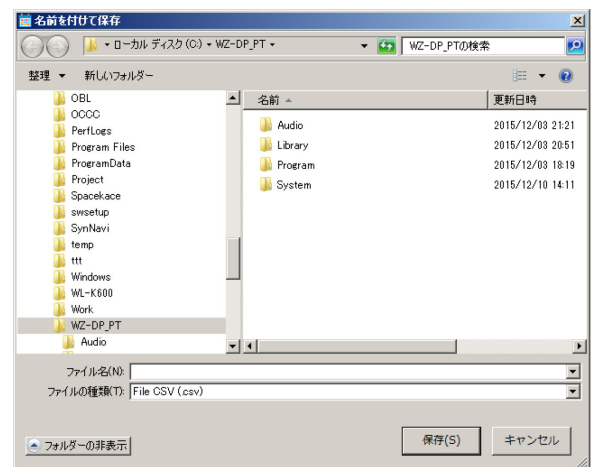 名前を付けて保存
ローカル ディスク (C:) WZ-DP_PT
WZ-DP_PTの検索
整理 新しいフォルダー
名前 更新日時
OBL
OCCC
PerfLogs
Program Files
ProgramData
Project
Spacekace
swsetup
SynNavi
temp
ttt
Windows
WL-K600
Work
WZ-DP_PT
Audio
Audio 2015/12/03 21:21
Library 2015/12/03 20:51
Program 2015/12/03 18:19
System 2015/12/10 14:11
ファイル名(N):
ファイルの種類(T): File CSV (.csv)
フォルダーの非表示 保存(S) キャンセル